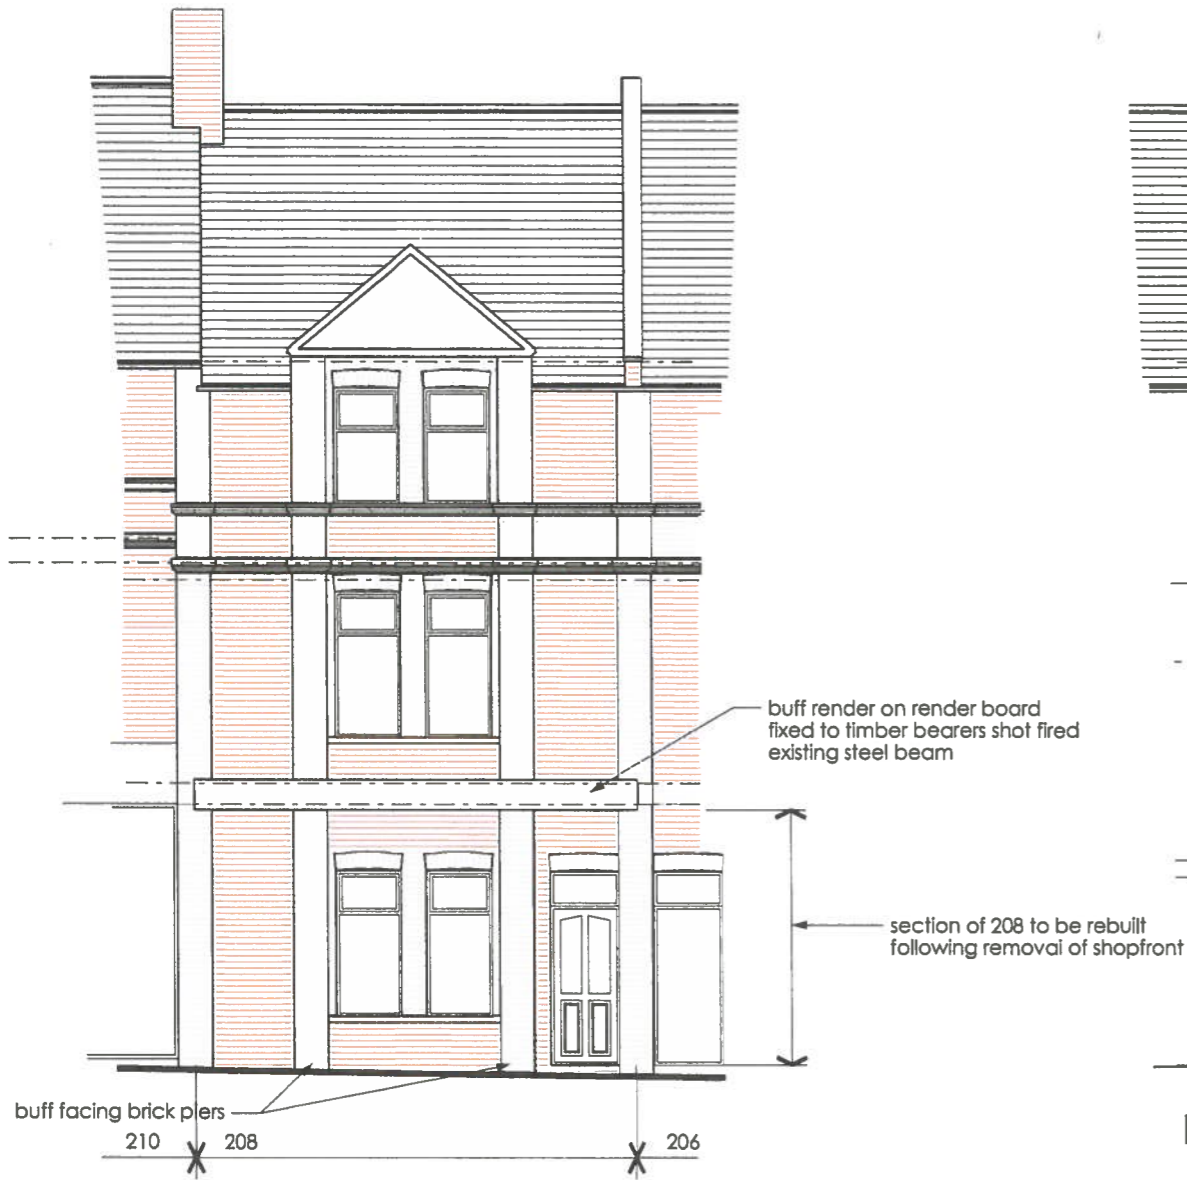 buff render on render board
fixed to timber bearers shot fired
existing steel beam
section of 208 to be rebuilt
following removal of shopfront
buff facing brick piers
210 208 206